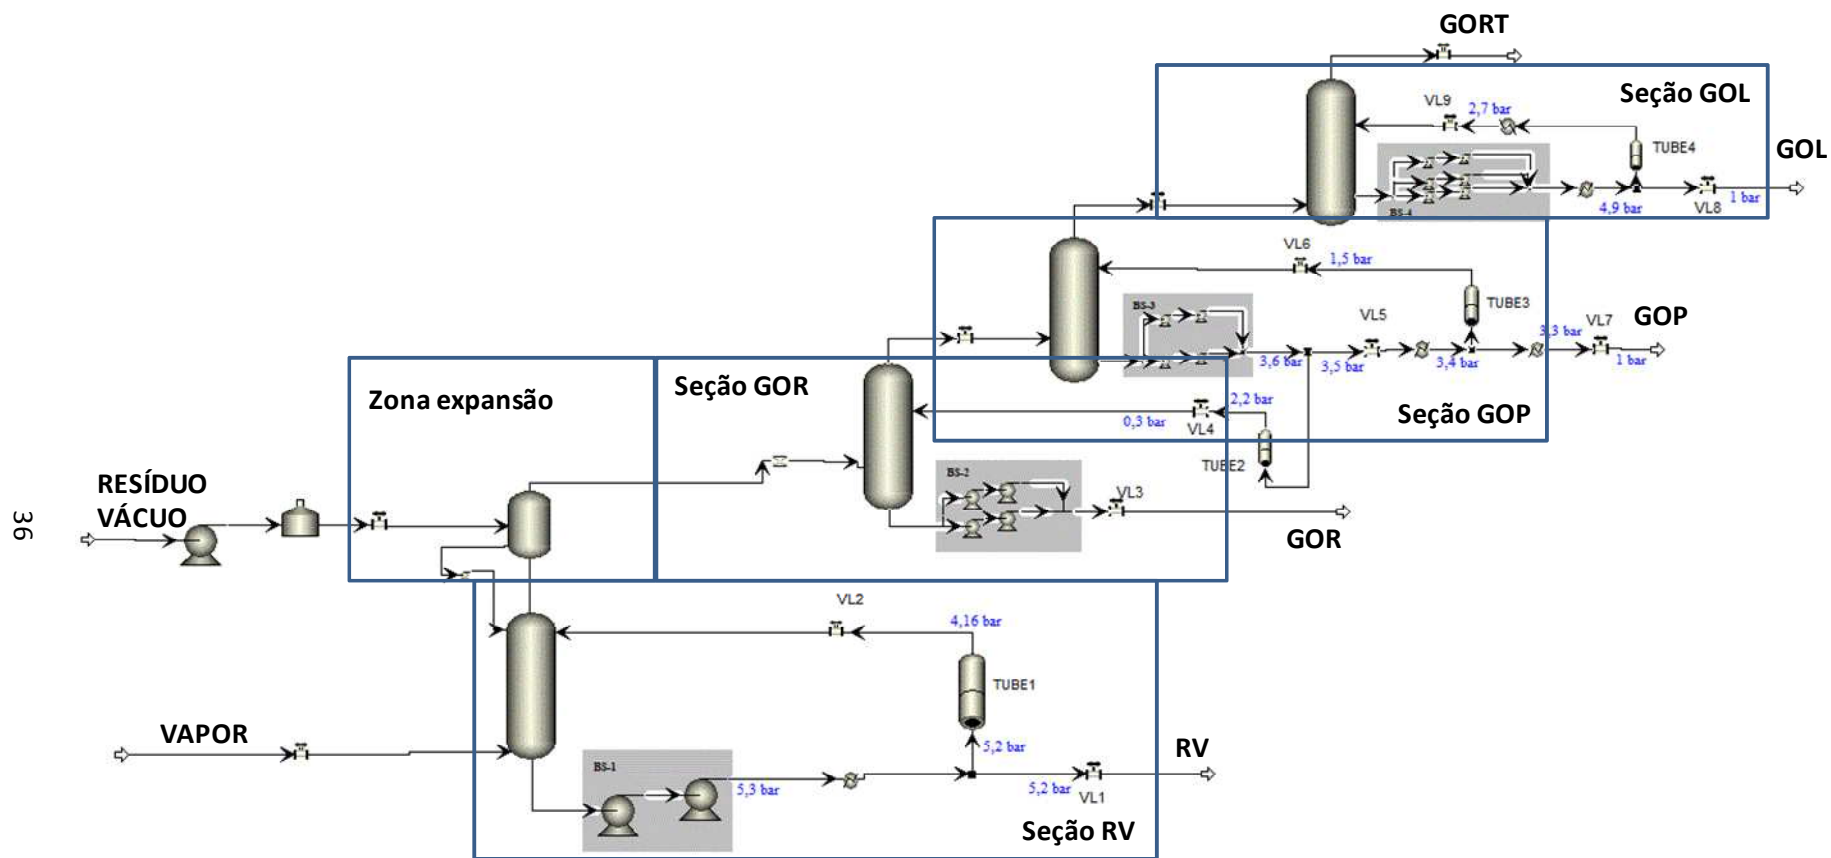 GORT
Seção GOL
VL9
2,7 bar
TUBE4
GOL
BS-4
4,9 bar
VL8
1 bar
VL6
1,5 bar
BS-3
TUBE3
VL5
3,6 bar
3,5 bar
3,4 bar
3,3 bar
VL7
GOP
1 bar
Seção GOP
Zona expansão
Seção GOR
2,2 bar
0,3 bar
VL4
TUBE2
BS-2
VL3
GOR
RESÍDUO
VÁCUO
36
VL2
4,16 bar
TUBE1
VAPOR
5,2 bar
RV
BS-1
5,3 bar
5,2 bar
VL1
Seção RV